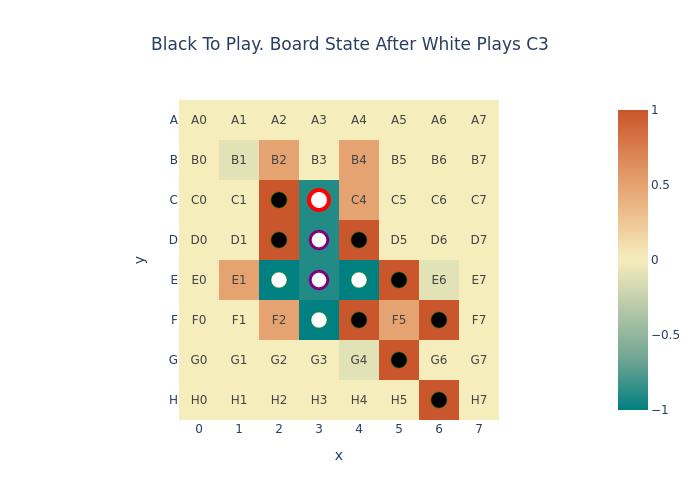 Black To Play. Board State After White Plays C3
A A0 A1 A2 A3 A4 A5 A6 A7 1
B B0 B1 B2 B3 B4 B5 B6 B7 0.5
C C0 C1 C4 C5 C6 C7
D D0 D1 D5 D6 D7 0
y
E E0 E1 E6 E7
F F0 F1 F2 F5 F7 −0.5
G G0 G1 G2 G3 G4 G6 G7
H H0 H1 H2 H3 H4 H5 H7 −1
0 1 2 3 4 5 6 7
x